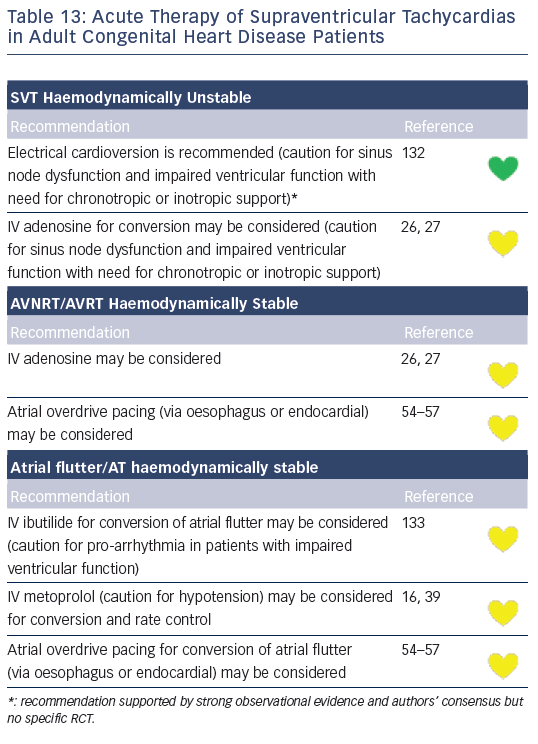 Table 13: Acute Therapy of Supraventricular Tachycardias
in Adult Congenital Heart Disease Patients
SVT Haemodynamically Unstable
Recommendation Reference
Electrical cardioversion is recommended (caution for sinus 132
node dysfunction and impaired ventricular function with
need for chronotropic or inotropic support)*
IV adenosine for conversion may be considered (caution 26, 27
for sinus node dysfunction and impaired ventricular
function with need for chronotropic or inotropic support)
AVNRT/AVRT Haemodynamically Stable
Recommendation Reference
IV adenosine may be considered 26, 27
Atrial overdrive pacing (via oesophagus or endocardial) 54–57
may be considered
Atrial flutter/AT haemodynamically stable
Recommendation Reference
IV ibutilide for conversion of atrial flutter may be considered 133
(caution for pro-arrhythmia in patients with impaired
ventricular function)
IV metoprolol (caution for hypotension) may be considered 16, 39
for conversion and rate control
Atrial overdrive pacing for conversion of atrial flutter 54–57
(via oesophagus or endocardial) may be considered
*: recommendation supported by strong observational evidence and authors’ consensus but
no specific RCT.